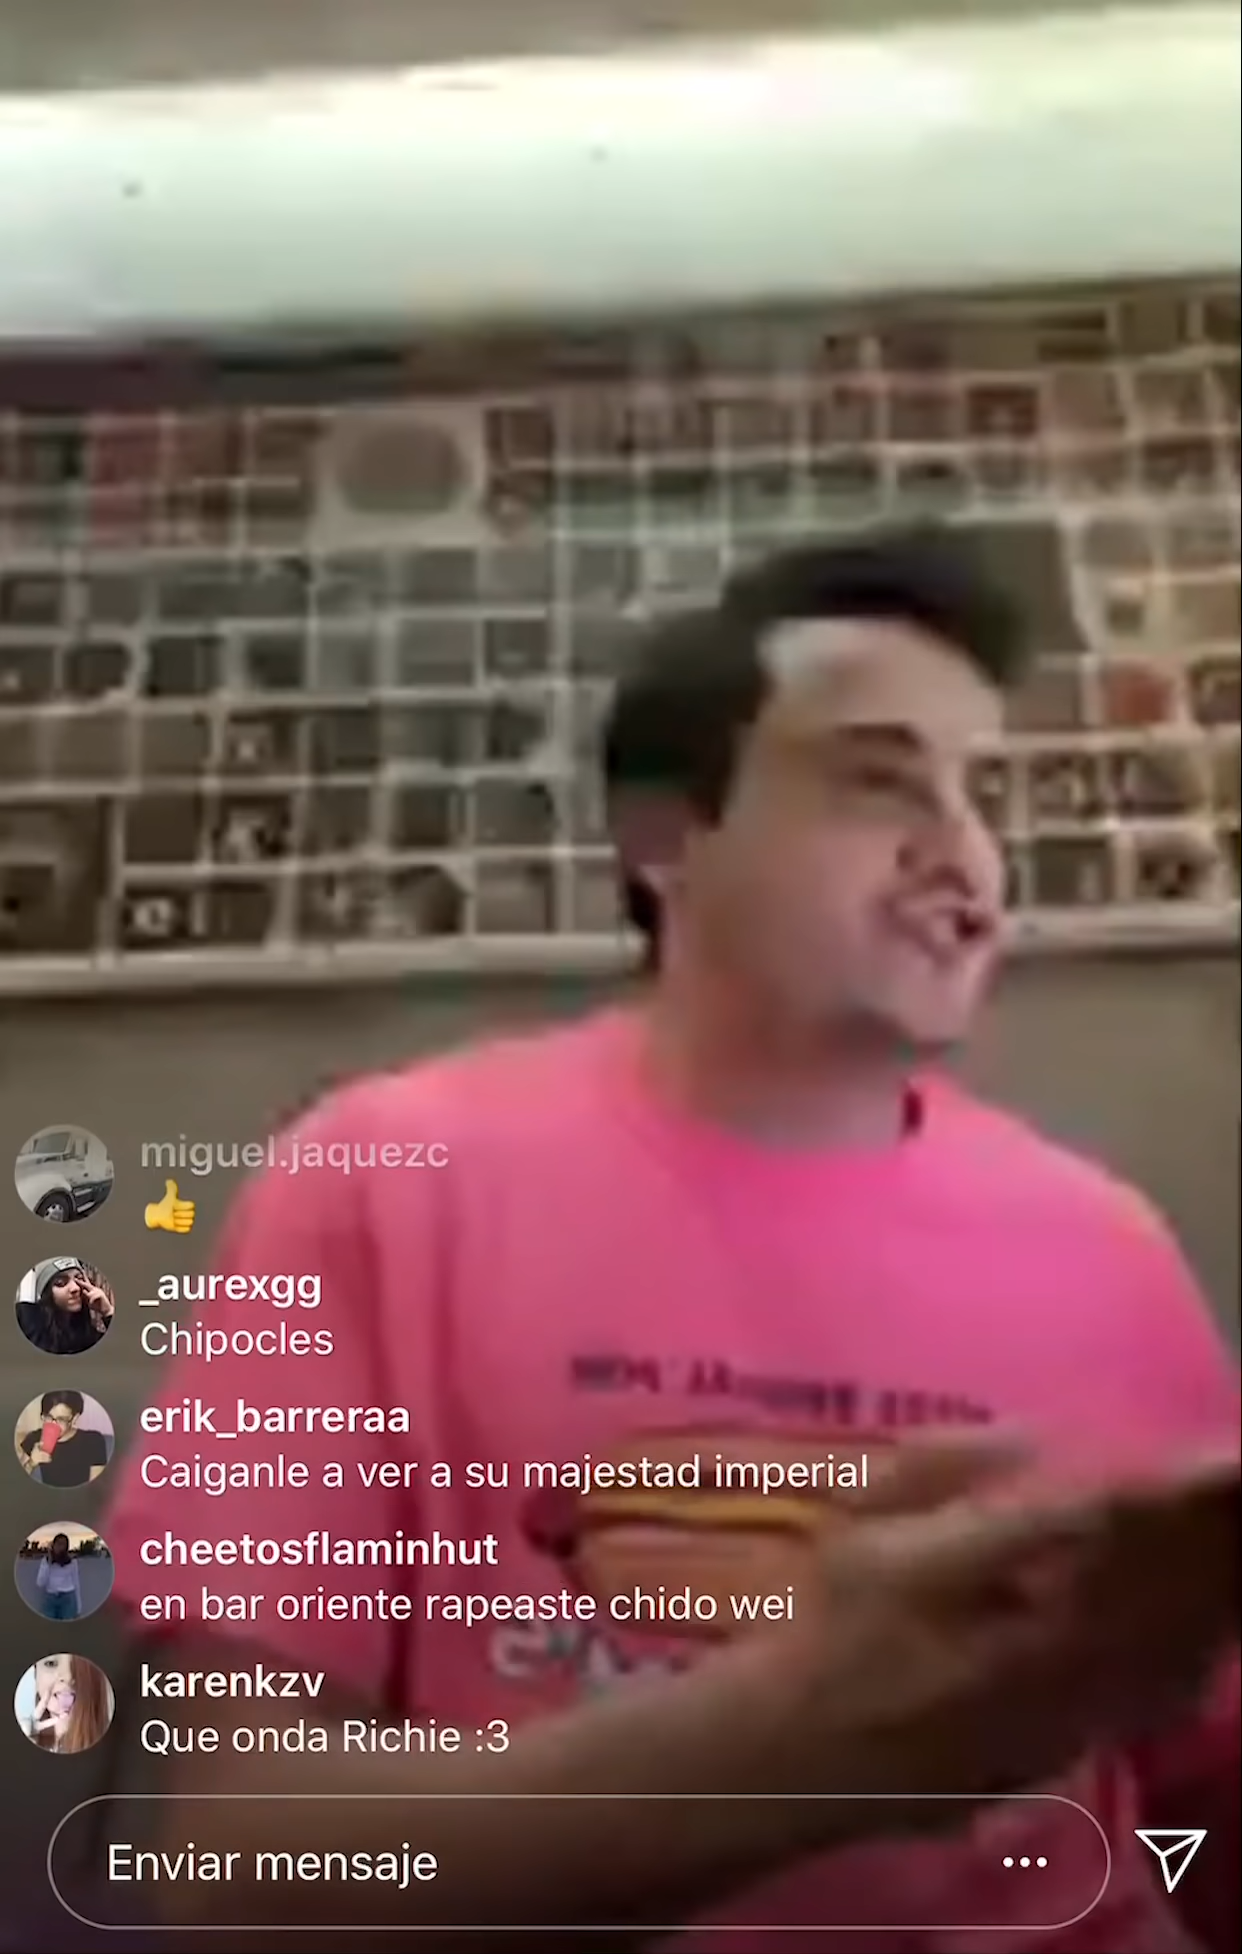 miguel.jaquezc
👍
_aurexgg
Chipocles
erik_barreraa
Caiganle a ver a su majestad imperial
cheetosflaminhut
en bar oriente rapeaste chido wei
karenkzv
Que onda Richie :3
Enviar mensaje